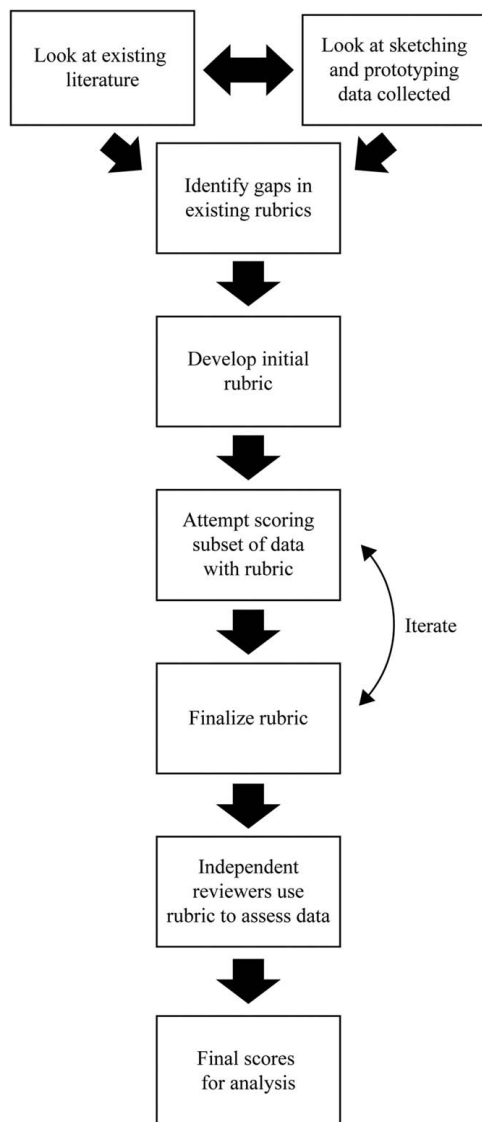 Look at existing
literature
Look at sketching
and prototyping
data collected
Identify gaps in
existing rubrics
Develop initial
rubric
Attempt scoring
subset of data
with rubric
Iterate
Finalize rubric
Independent
reviewers use
rubric to assess data
Final scores
for analysis